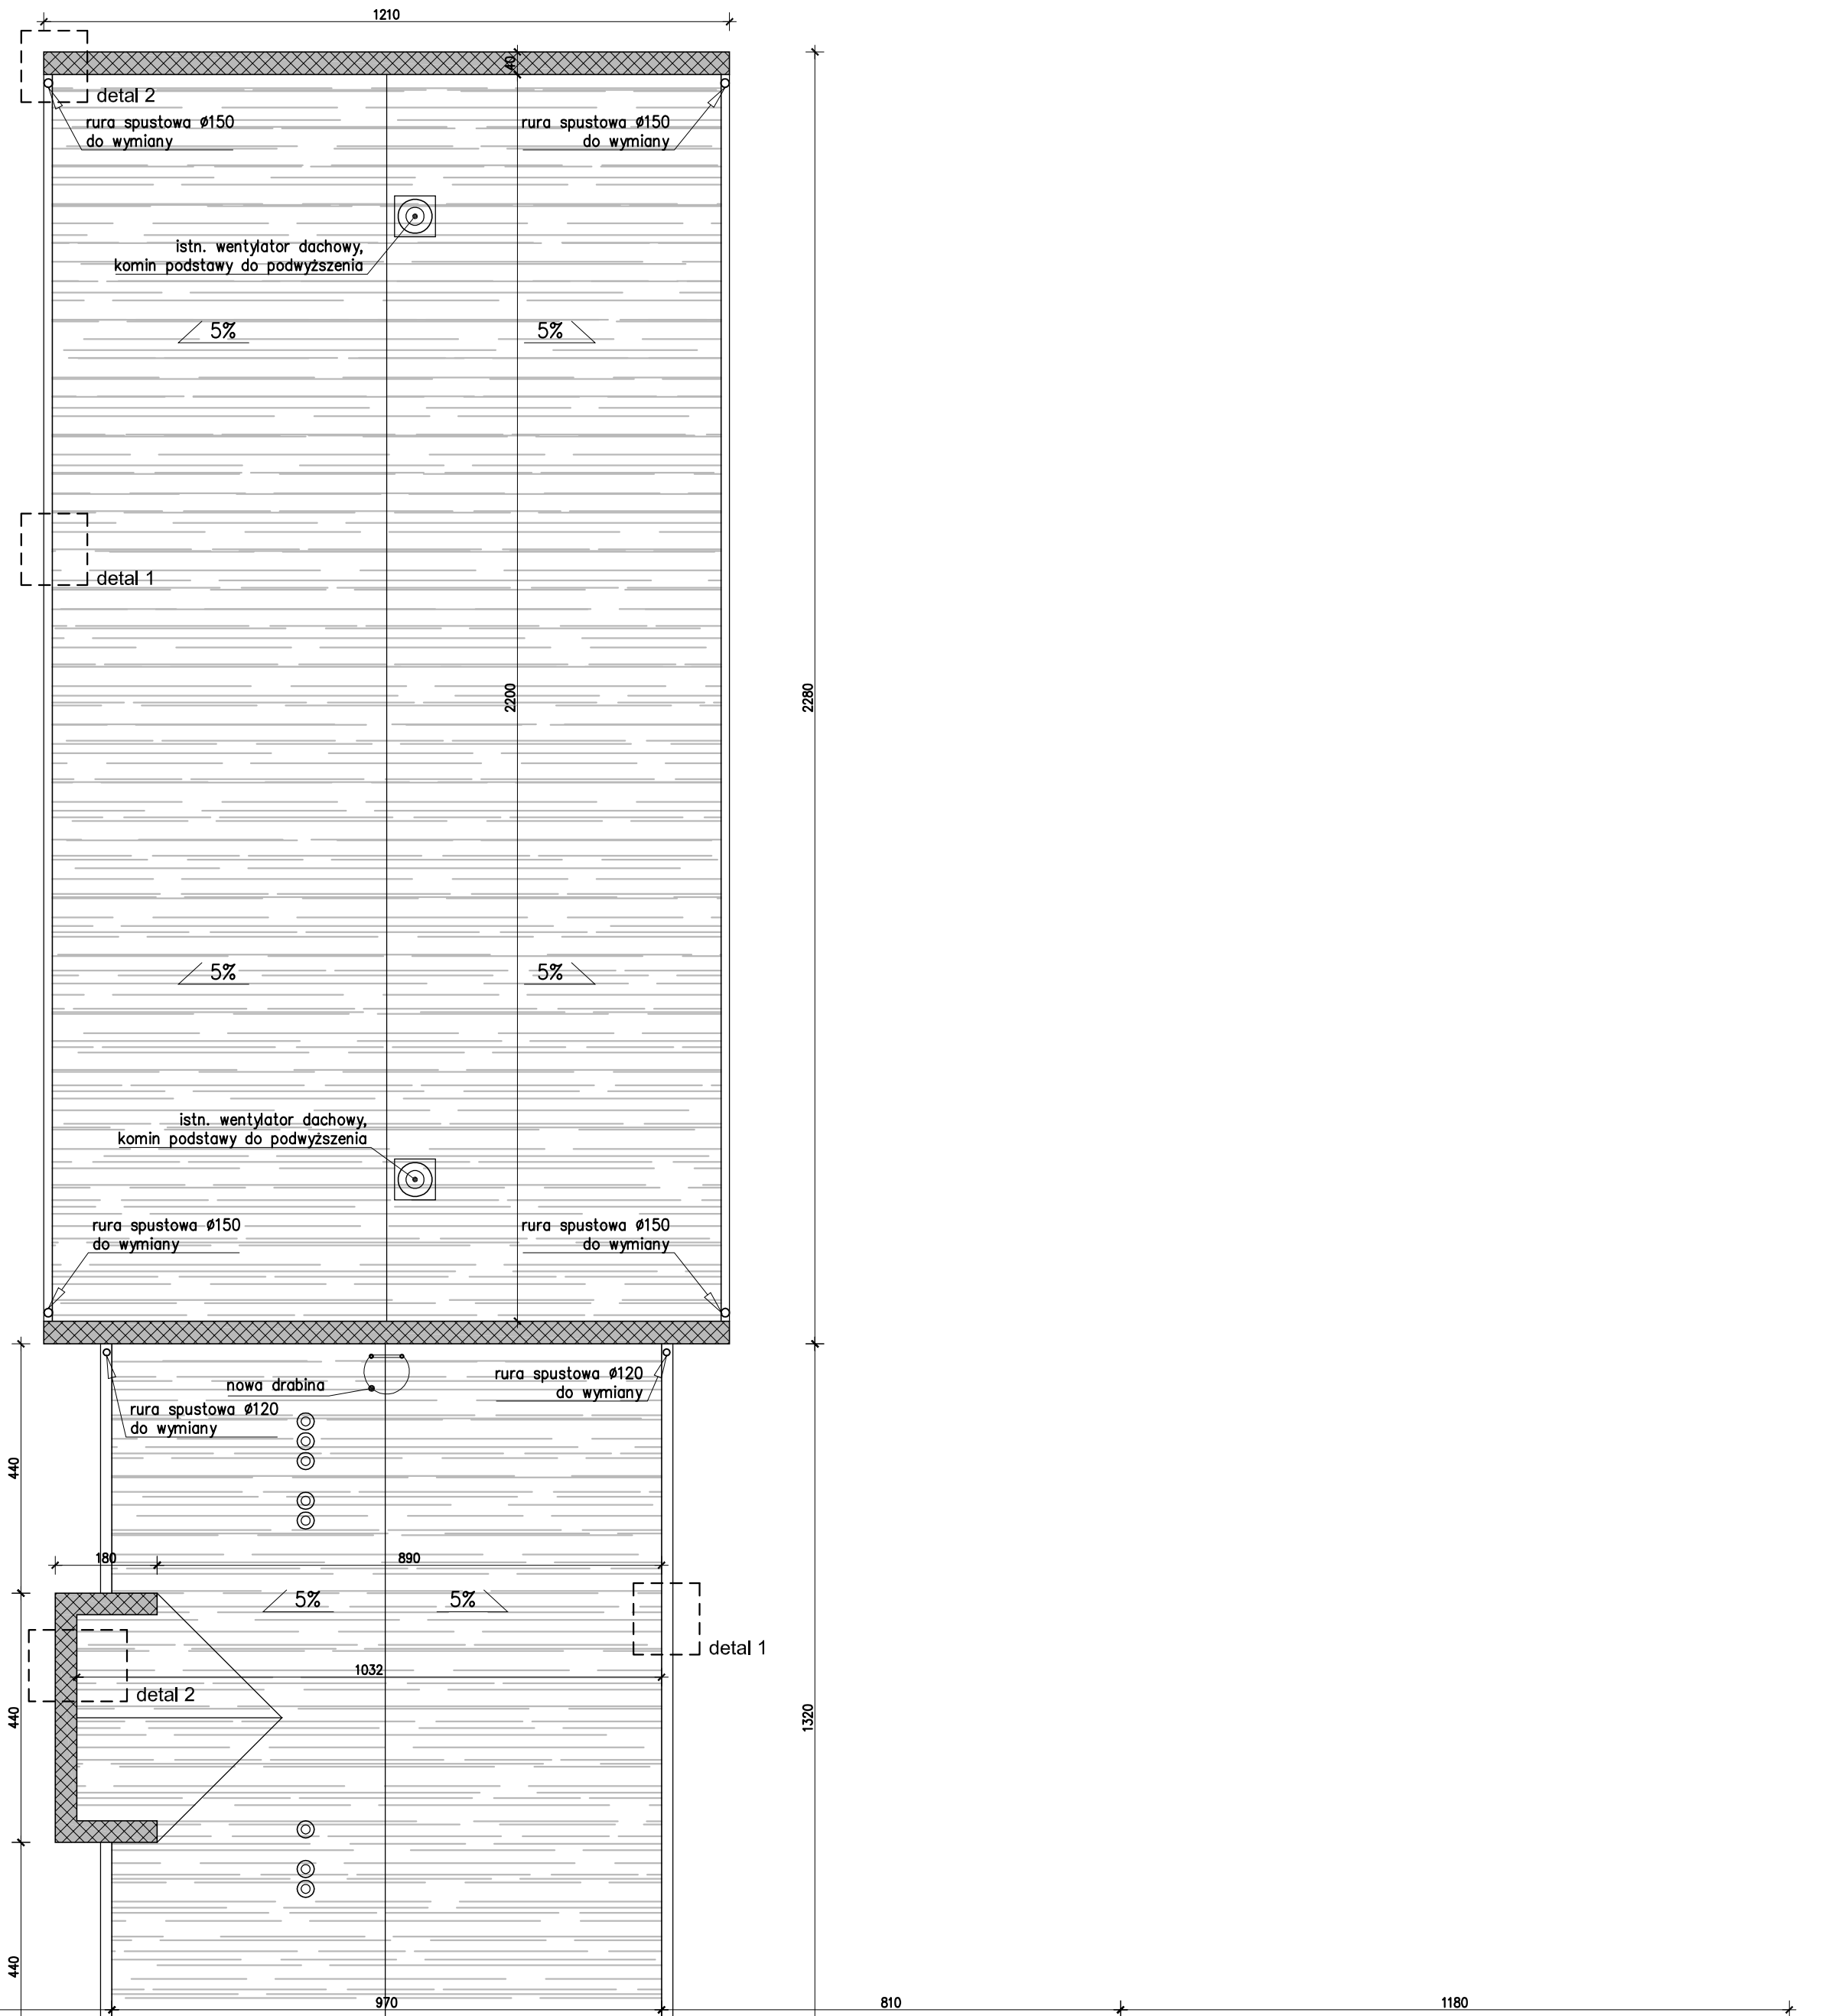 1210
40
detal 2
rura spustowa Ø150
do wymiany
rura spustowa Ø150
do wymiany
istn. wentylator dachowy,
komin podstawy do podwyższenia
5%
5%
detal 1
2200
2280
5%
5%
istn. wentylator dachowy,
komin podstawy do podwyższenia
rura spustowa Ø150
do wymiany
rura spustowa Ø150
do wymiany
nowa drabina
rura spustowa Ø120
do wymiany
rura spustowa Ø120
do wymiany
440
180
890
5%
5%
detal 1
1032
detal 2
440
1320
440
970
810
1180